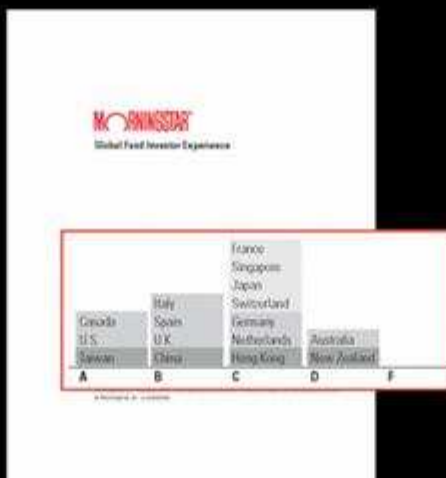 MORNINGSTAR
Global Fund Investor Experience
France
Singapore
Japan
Italy Switzerland
Canada Spain Germany
U.S. U.K. Netherlands Australia
Taiwan China Hong Kong New Zealand
A B C D F